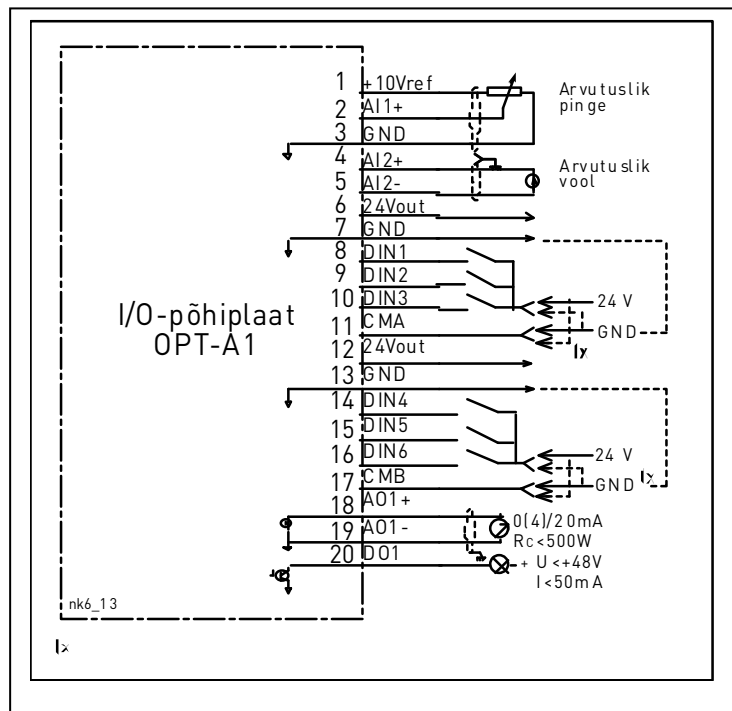 1 +10Vref
2 AI1+
3 GND
4 AI2+
5 AI2-
6 24Vout
7 GND
8 DIN1
9 DIN2
10 DIN3
11 CMA
12 24Vout
13 GND
14 DIN4
15 DIN5
16 DIN6
17 CMB
18 AO1+
19 AO1-
20 DO1
I/O-põhiplaat
OPT-A1
Arvutuslik
pinge
Arvutuslik
vool
24 V
GND
24 V
GND
0(4)/20mA
Rc<500W
+ U<+48V
I<50mA
nk6_13